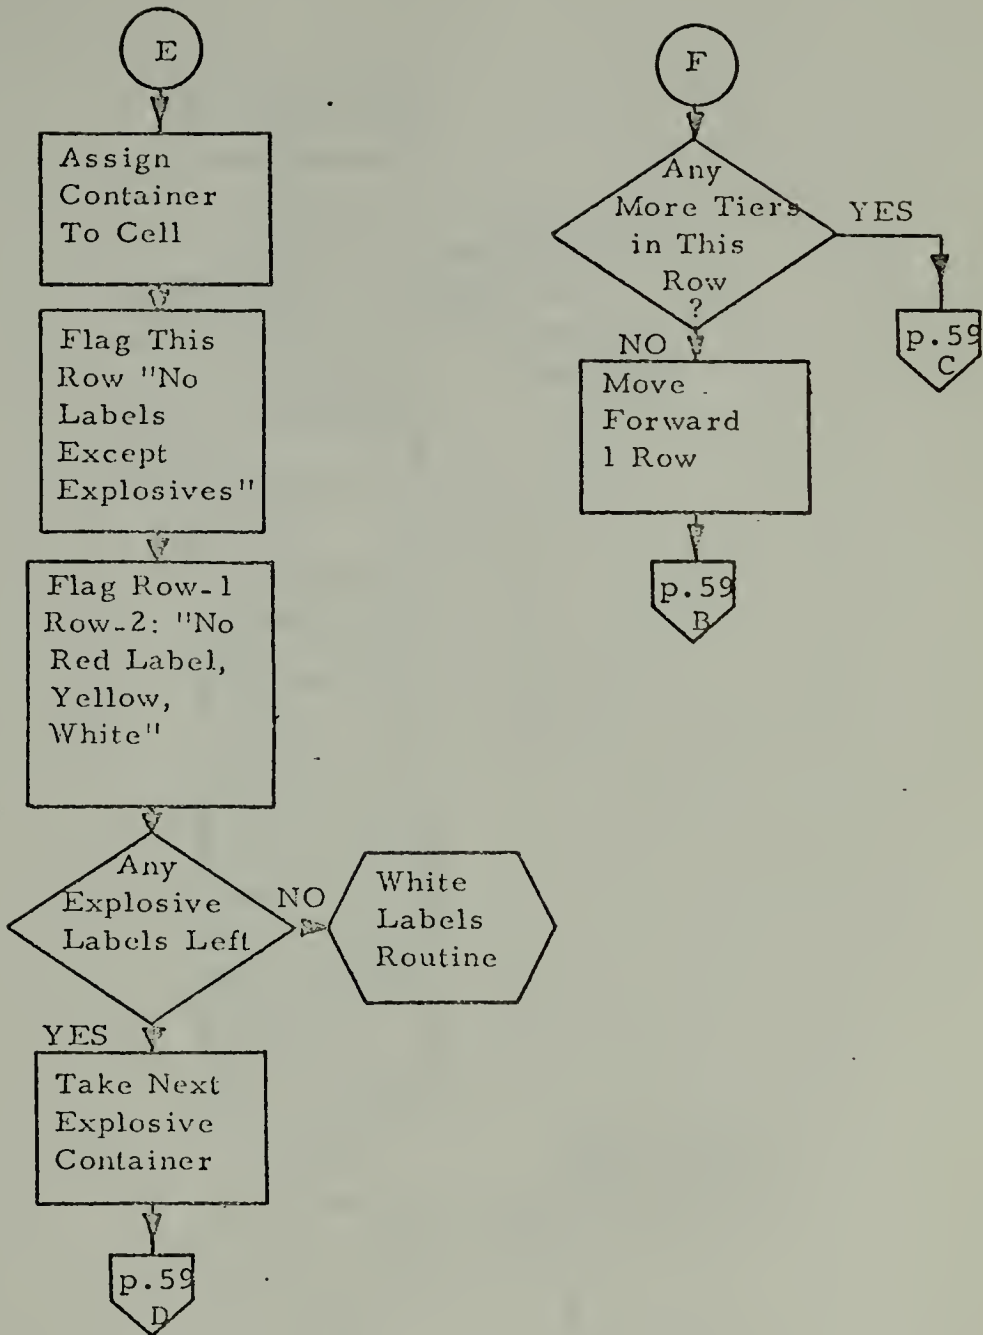 E
Assign
Container
To Cell
Flag This
Row "No
Labels
Except
Explosives"
Flag Row-1
Row-2: "No
Red Label,
Yellow,
White"
Any
Explosive
Labels Left
NO
White
Labels
Routine
YES
Take Next
Explosive
Container
p.59
D
F
Any
More Tiers
in This
Row
?
YES
p.59
C
NO
Move
Forward
1 Row
p.59
B